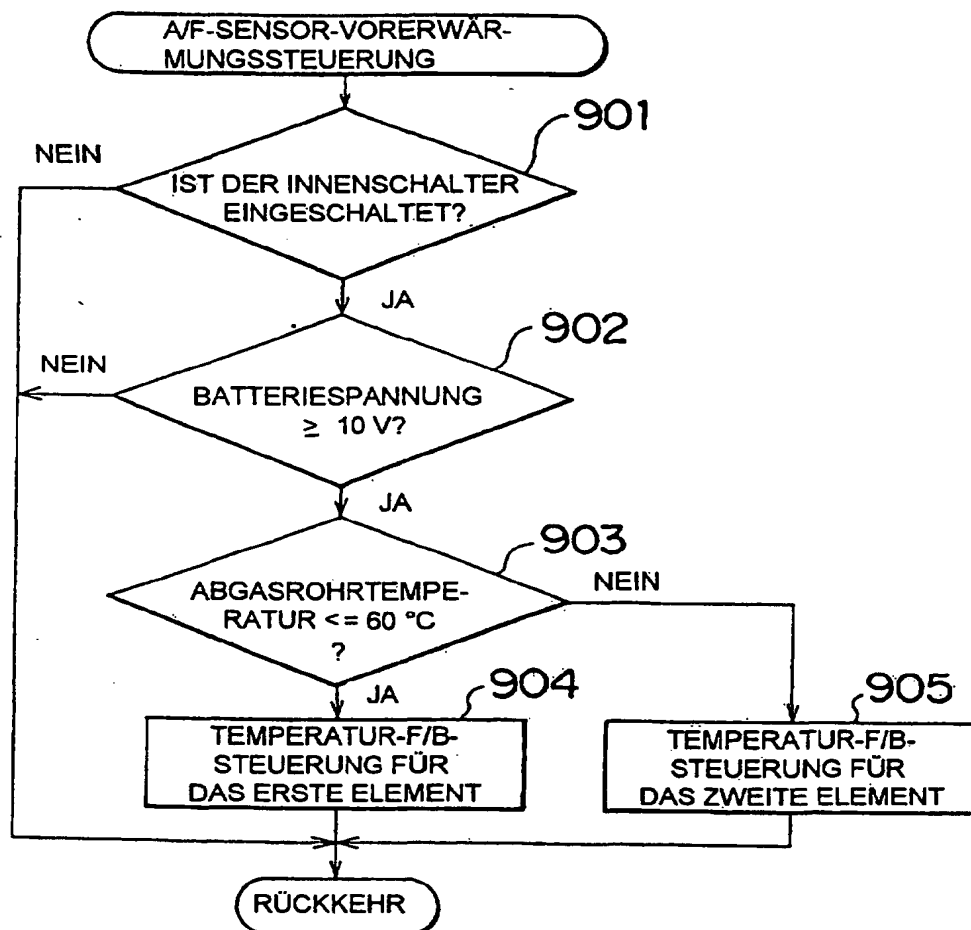 A/F-SENSOR-VORERWÄR-
MUNGSSTEUERUNG
901
NEIN
IST DER INNENSCHALTER
EINGESCHALTET?
JA
902
NEIN
BATTERIESPANNUNG
≥ 10 V?
JA
903
NEIN
ABGASROHRTEMPE-
RATUR <= 60 °C
?
JA
904
905
TEMPERATUR-F/B-
STEUERUNG FÜR
DAS ERSTE ELEMENT
TEMPERATUR-F/B-
STEUERUNG FÜR
DAS ZWEITE ELEMENT
RÜCKKEHR